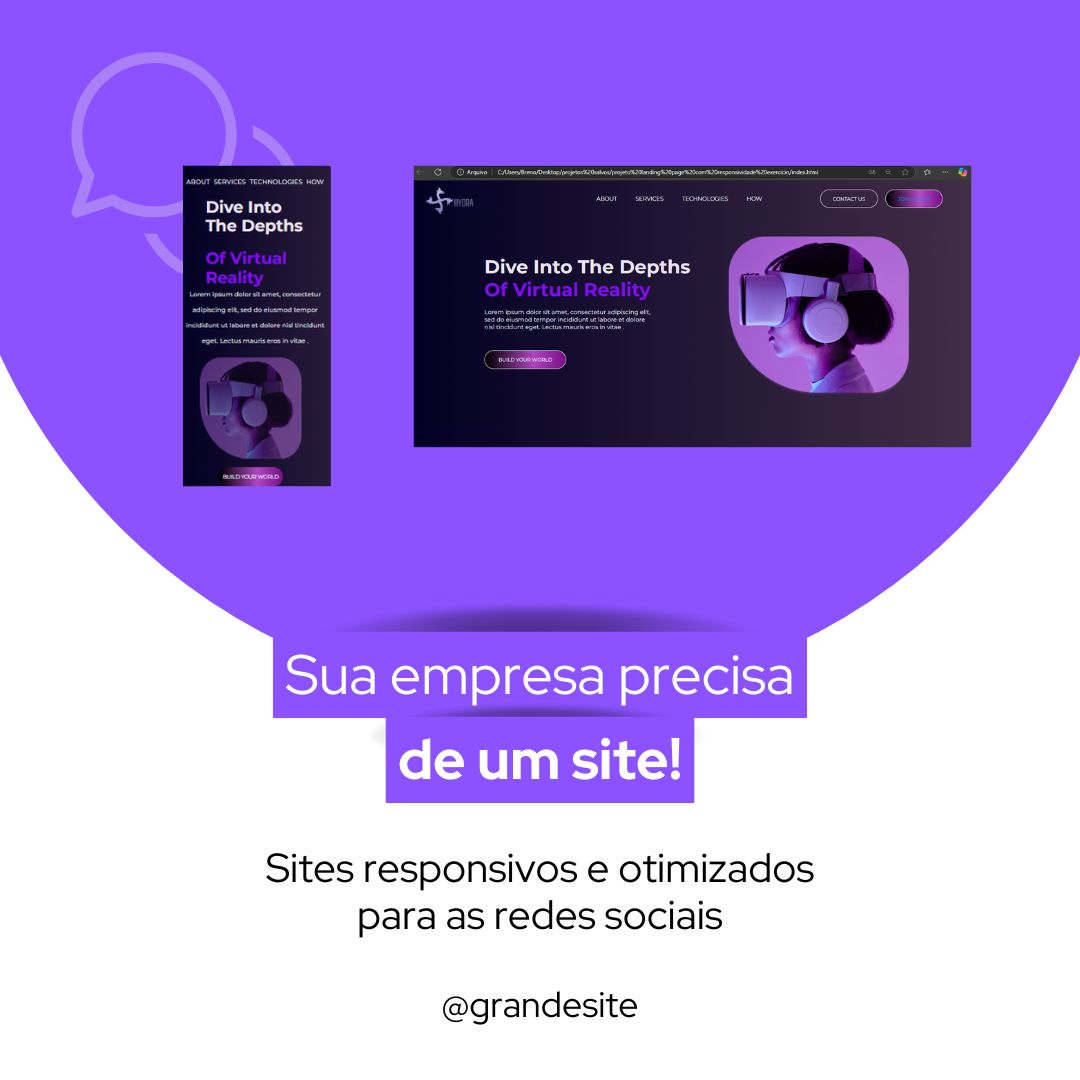 ABOUT SERVICES TECHNOLOGIES HOW
Dive Into
The Depths
Of Virtual
Reality
Lorem ipsum dolor sit amet, consectetur
adipiscing elit, sed do eiusmod tempor
incididunt ut labore et dolore nisl tincidunt
eget. Lectus mauris eros in vitae .
BUILD YOUR WORLD
Arquivo C:/Users/Breno/Desktop/projetos%20salvos/projeto%20landing%20page%20com%20responsividade%20exercicio/index.html
HYDRA
ABOUT SERVICES TECHNOLOGIES HOW
CONTACT US
Dive Into The Depths
Of Virtual Reality
Lorem ipsum dolor sit amet, consectetur adipiscing elit,
sed do eiusmod tempor incididunt ut labore et dolore
nisl tincidunt eget. Lectus mauris eros in vitae .
BUILD YOUR WORLD
Sua empresa precisa
de um site!
Sites responsivos e otimizados
para as redes sociais
@grandesite